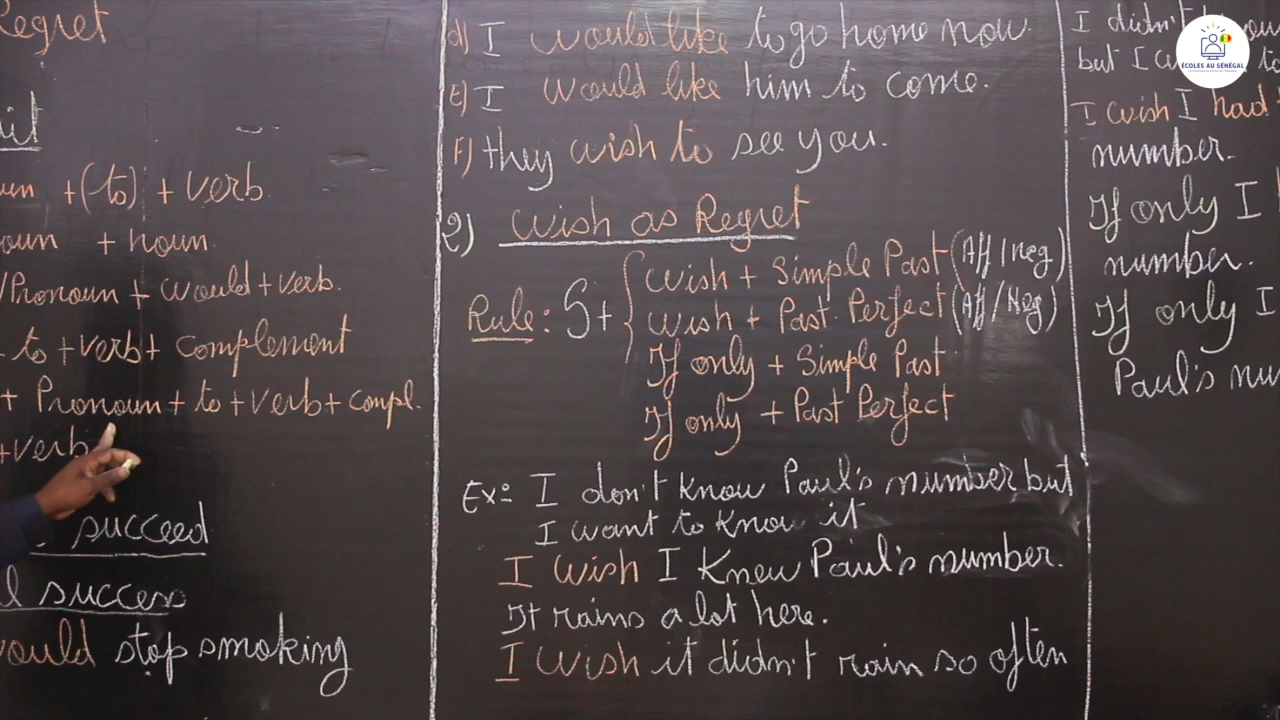 Regret
+(to) + verb.
+ noun.
/Pronoun + would + verb.
to + verb + complement
+ Pronoun + to + verb + compl.
+ verb
succeed
success
would stop smoking
d) I would like to go home now.
E) I would like him to come.
F) they wish to see you.
2) Wish as Regret
Rule: S+
wish + Simple Past (Aff/neg)
wish + Past Perfect (Aff/Neg)
If only + Simple Past
If only + Past Perfect
Ex: I don't know Paul's number but
I want to know it
I wish I knew Paul's number.
It rains a lot here.
I wish it didn't rain so often
I didn't
but I
I wish I had
number.
If only I
number.
If only I
Paul's
ÉCOLES AU SÉNÉGAL